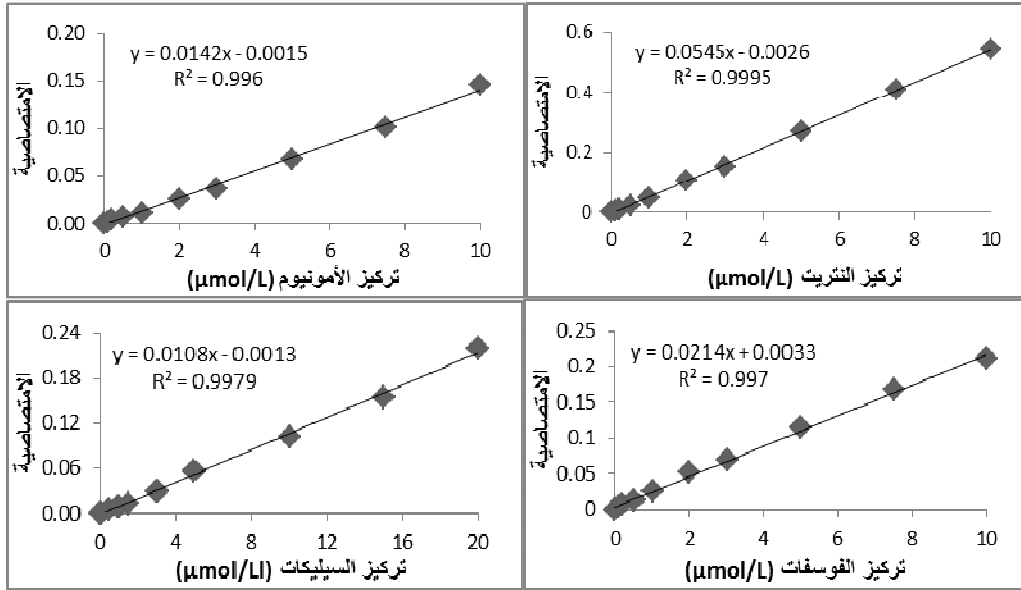 0.20
0.15
0.10
0.05
0.00
y = 0.0142x - 0.0015
R² = 0.996
الامتصاصية
0 2 4 6 8 10
تركيز الأمونيوم (µmol/L)
0.6
0.4
0.2
0
y = 0.0545x - 0.0026
R² = 0.9995
الامتصاصية
0 2 4 6 8 10
تركيز النتريت (µmol/L)
0.24
0.18
0.12
0.06
0.00
y = 0.0108x - 0.0013
R² = 0.9979
الامتصاصية
0 4 8 12 16 20
تركيز السيليكات (µmol/Ll)
0.25
0.2
0.15
0.1
0.05
0
y = 0.0214x + 0.0033
R² = 0.997
الامتصاصية
0 2 4 6 8 10
تركيز الفوسفات (µmol/L)